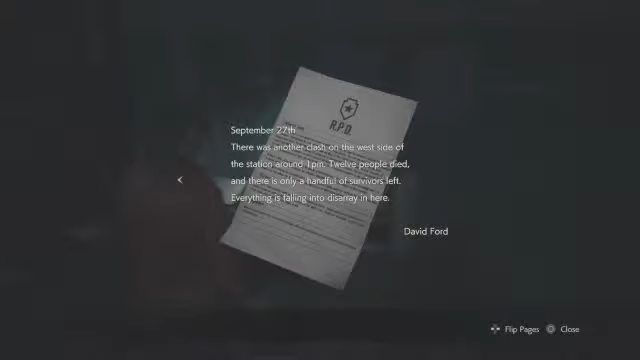 R.P.D.
September 27th
There was another clash on the west side of
the station around 1pm. Twelve people died,
and there is only a handful of survivors left.
Everything is falling into disarray in here.
David Ford
Flip Pages
Close